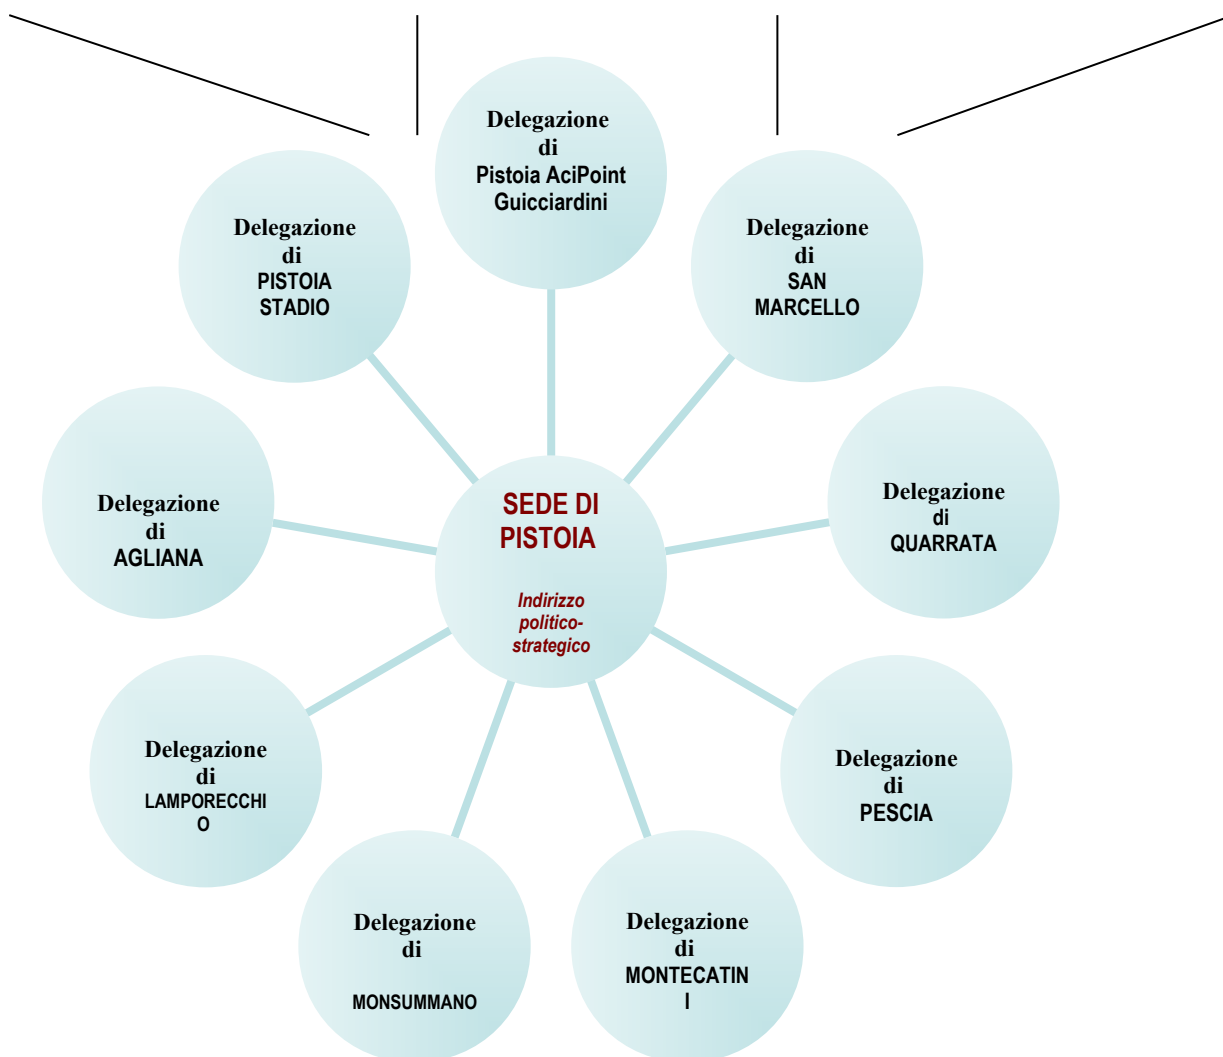 Delegazione
di
Pistoia AciPoint
Guicciardini
Delegazione
di
PISTOIA
STADIO
Delegazione
di
SAN
MARCELLO
Delegazione
di
AGLIANA
SEDE DI
PISTOIA
Indirizzo
politico-
strategico
Delegazione
di
QUARRATA
Delegazione
di
LAMPORECCHI
O
Delegazione
di
PESCIA
Delegazione
di
MONSUMMANO
Delegazione
di
MONTECATIN
I